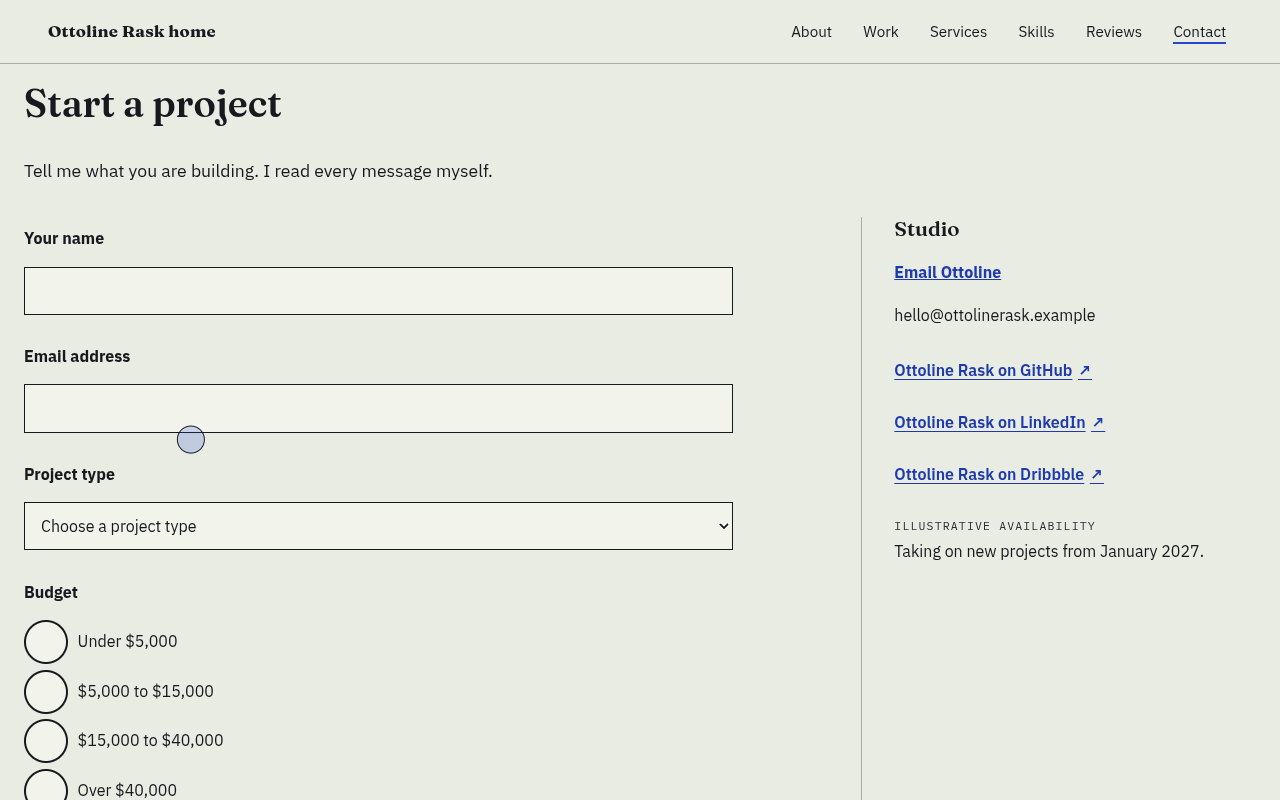 Ottoline Rask home
About
Work
Services
Skills
Reviews
Contact
Start a project
Tell me what you are building. I read every message myself.
Your name
Email address
Project type
Choose a project type
Budget
Under $5,000
$5,000 to $15,000
$15,000 to $40,000
Over $40,000
Studio
Email Ottoline
hello@ottolinerask.example
Ottoline Rask on GitHub ↗
Ottoline Rask on LinkedIn ↗
Ottoline Rask on Dribbble ↗
ILLUSTRATIVE AVAILABILITY
Taking on new projects from January 2027.